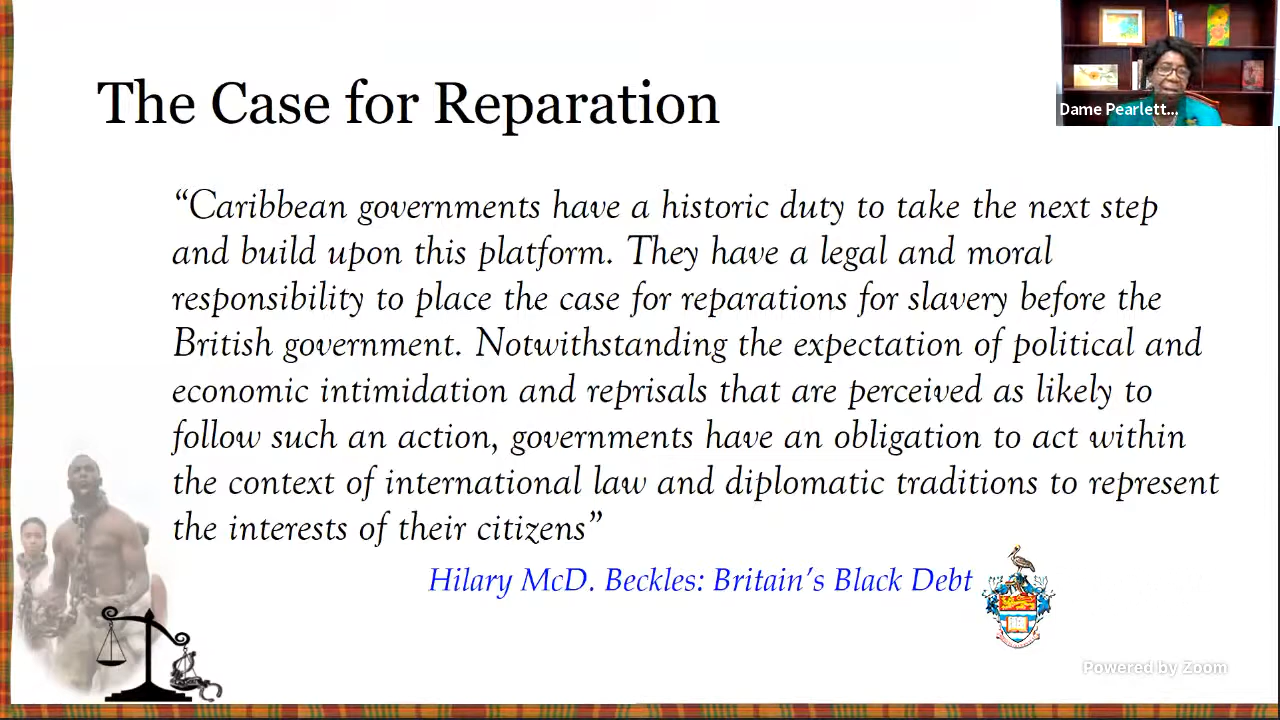 The Case for Reparation
Dame Pearlett...
“Caribbean governments have a historic duty to take the next step
and build upon this platform. They have a legal and moral
responsibility to place the case for reparations for slavery before the
British government. Notwithstanding the expectation of political and
economic intimidation and reprisals that are perceived as likely to
follow such an action, governments have an obligation to act within
the context of international law and diplomatic traditions to represent
the interests of their citizens”
Hilary McD. Beckles: Britain’s Black Debt
Powered by Zoom